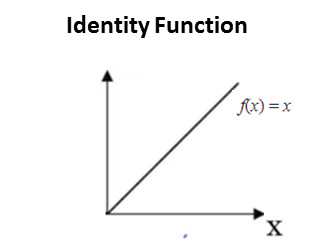 Identity Function
f(x) = x
X